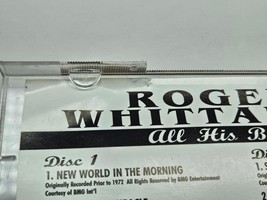 ROGE
WHITTA
All His B
Disc 1
1. NEW WORLD IN THE MORNING
Originally Recorded Prior to 1972 All Rights Reserved by BMG Entertainment
Courtesy of BMG Int'l